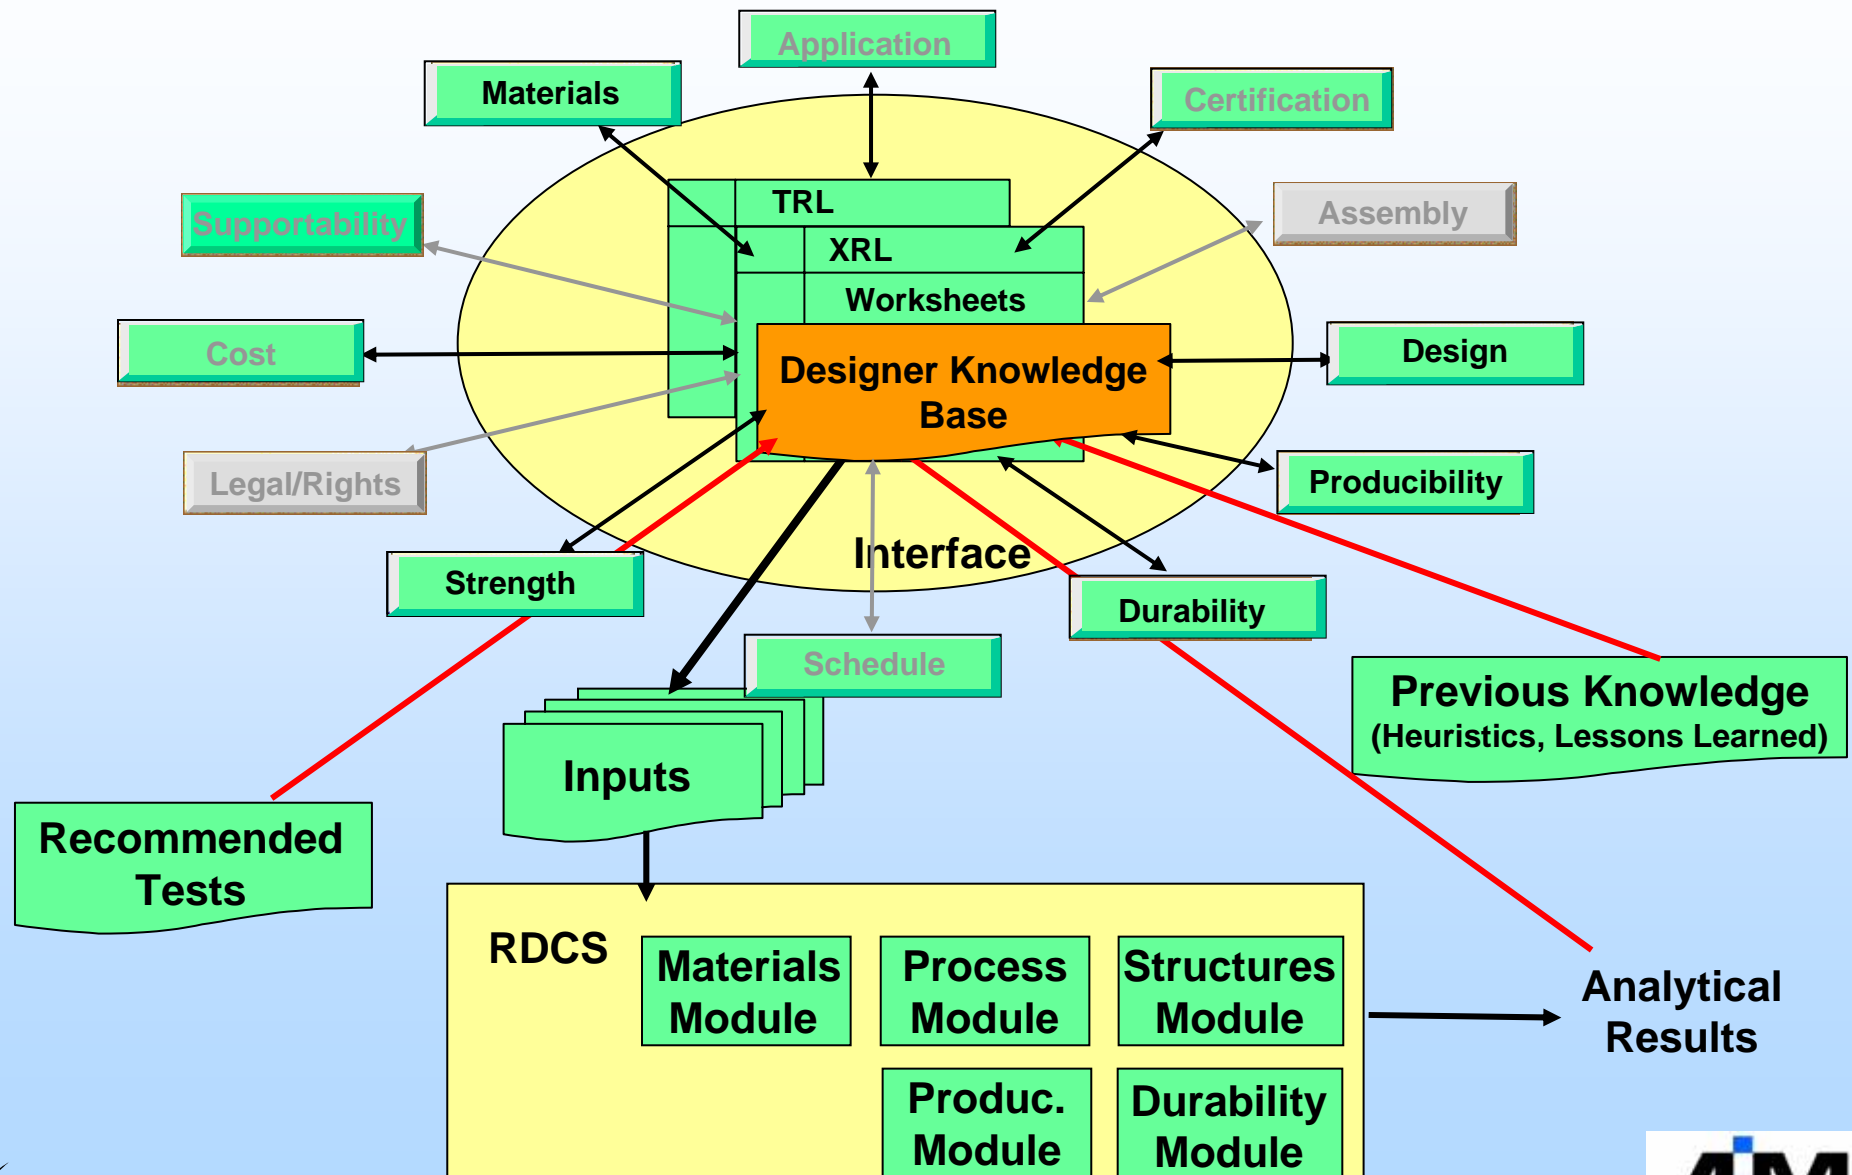 Application
Materials
Certification
TRL
Supportability
Assembly
XRL
Worksheets
Cost
Design
Designer Knowledge
Base
Legal/Rights
Producibility
Interface
Strength
Durability
Schedule
Previous Knowledge
(Heuristics, Lessons Learned)
Inputs
Recommended
Tests
RDCS
Materials
Module
Process
Module
Structures
Module
Analytical
Results
Produc.
Module
Durability
Module
AIM